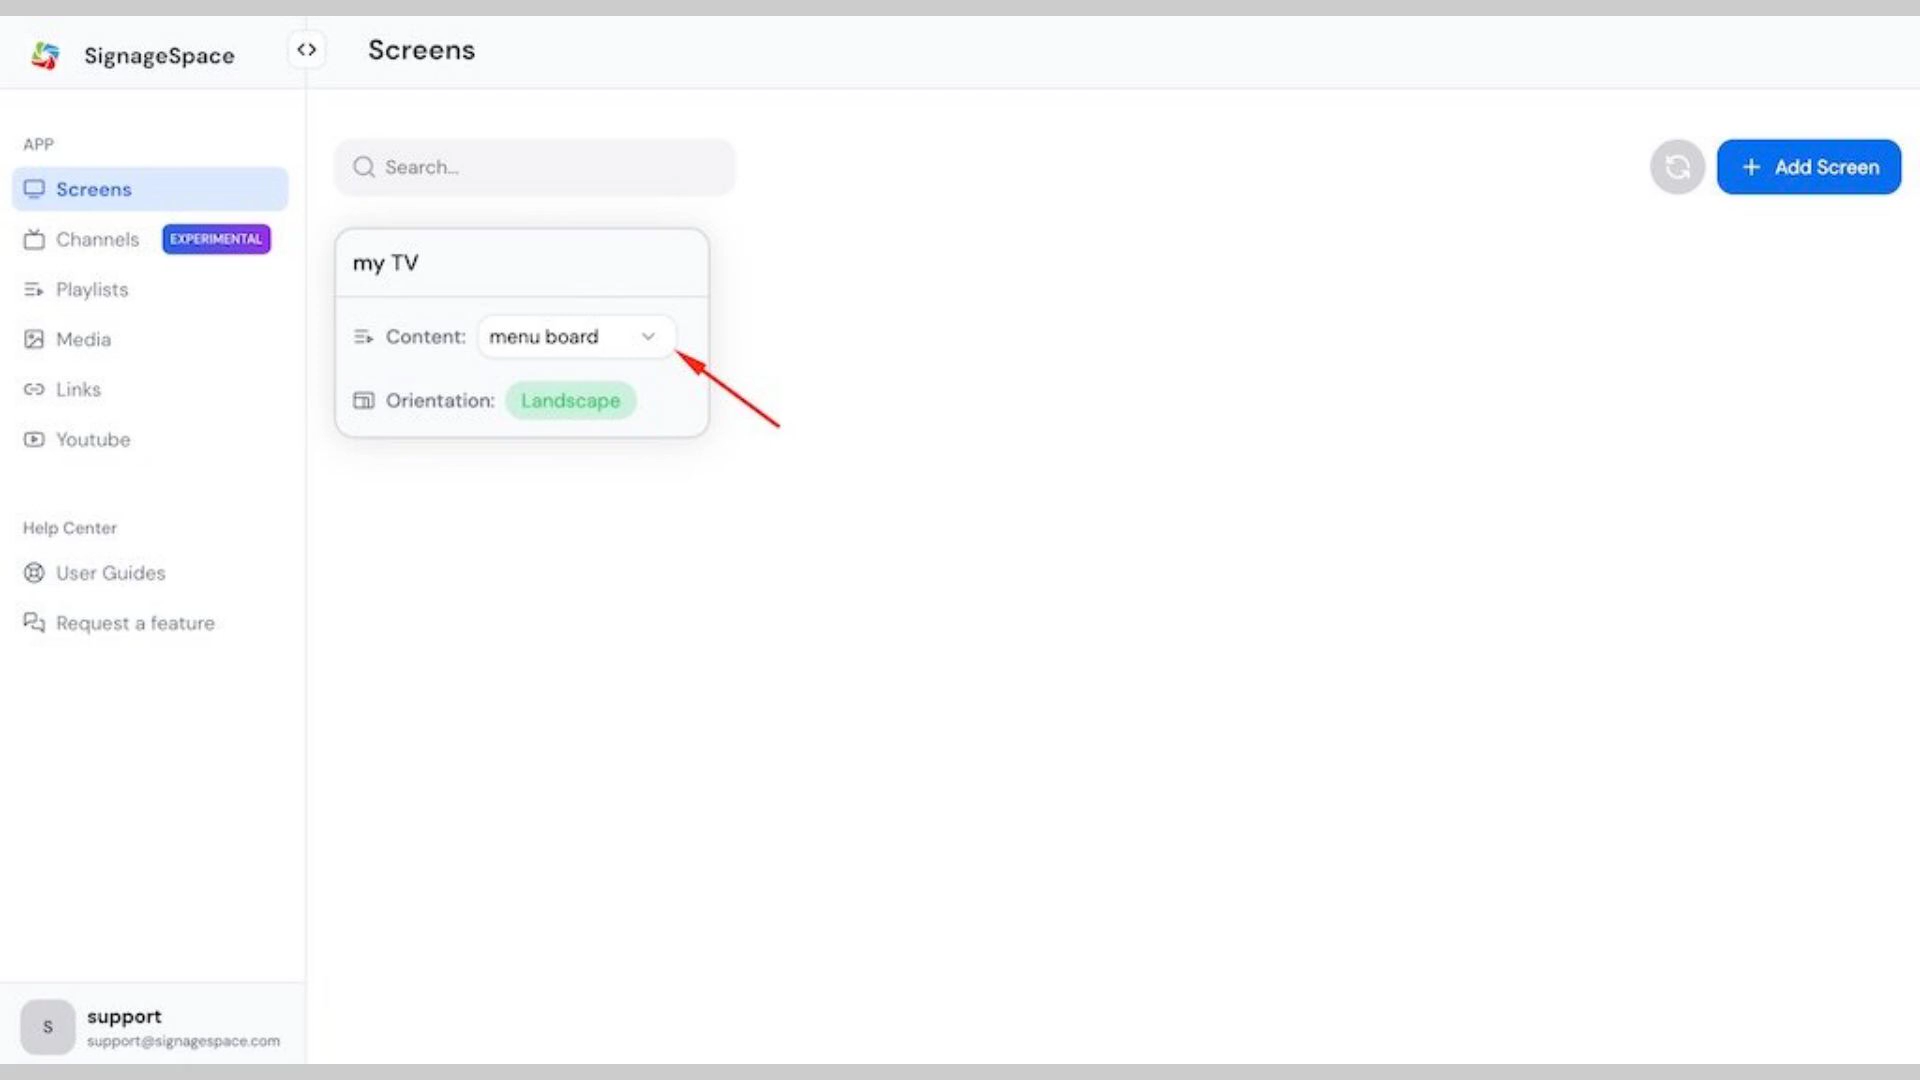 SignageSpace
Screens
APP
Screens
Channels EXPERIMENTAL
Playlists
Media
Links
Youtube
Help Center
User Guides
Request a feature
S
support
support@signagespace.com
Search...
+ Add Screen
my TV
Content: menu board
Orientation: Landscape